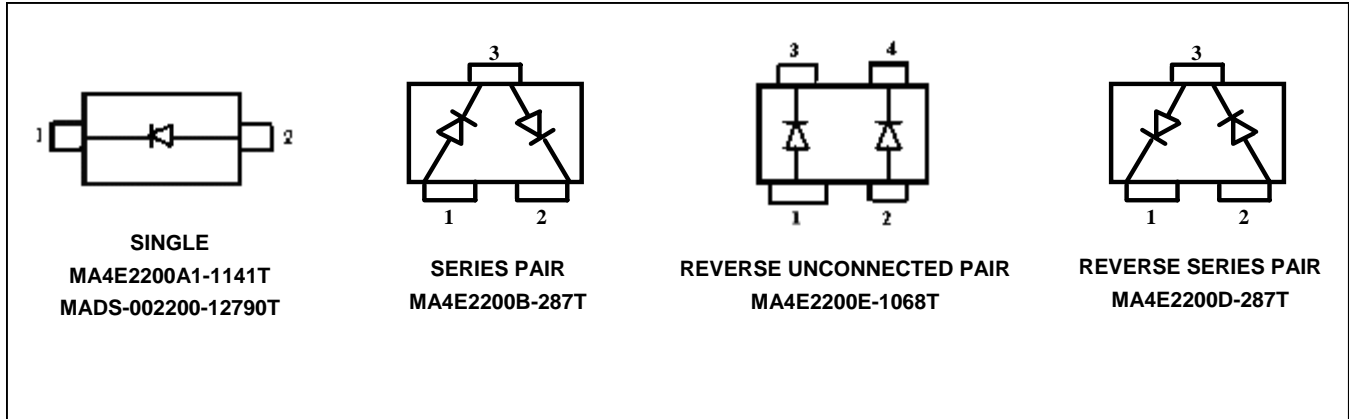 1
2
SINGLE
MA4E2200A1-1141T
MADS-002200-12790T
3
1
2
SERIES PAIR
MA4E2200B-287T
3
4
1
2
REVERSE UNCONNECTED PAIR
MA4E2200E-1068T
3
1
2
REVERSE SERIES PAIR
MA4E2200D-287T